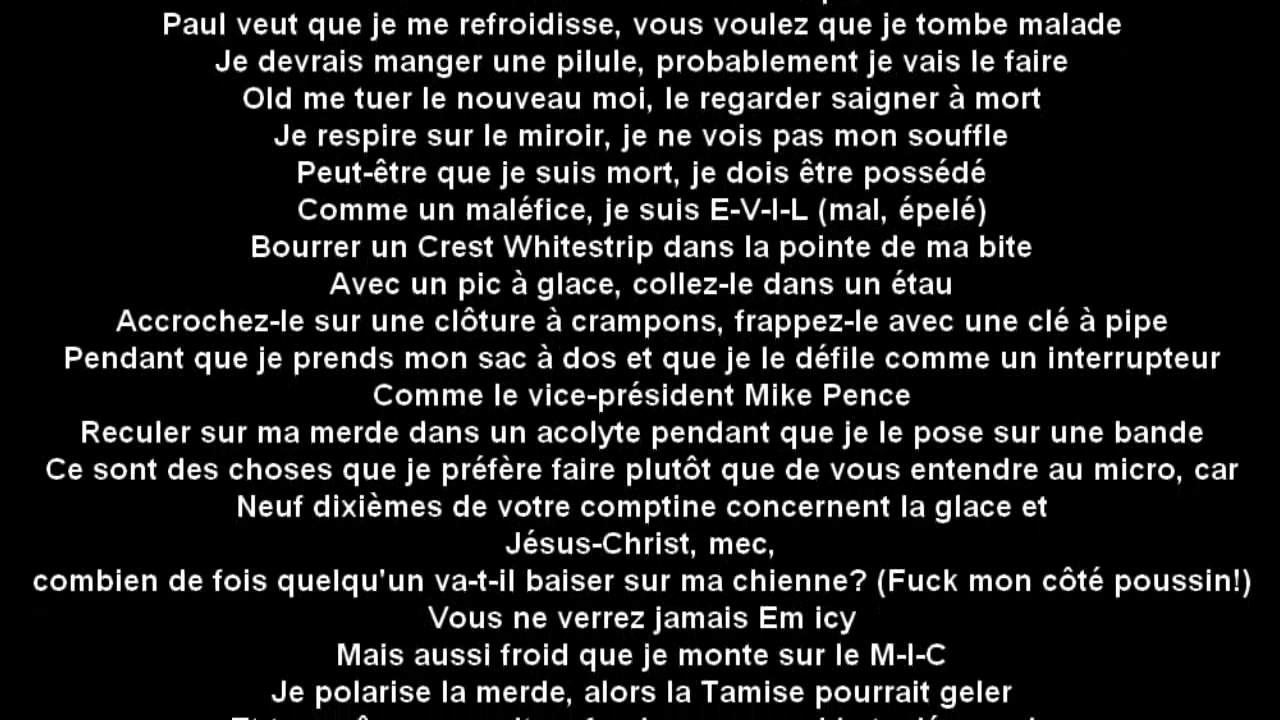 Paul veut que je me refroidisse, vous voulez que je tombe malade
Je devrais manger une pilule, probablement je vais le faire
Old me tuer le nouveau moi, le regarder saigner à mort
Je respire sur le miroir, je ne vois pas mon souffle
Peut-être que je suis mort, je dois être possédé
Comme un maléfice, je suis E-V-I-L (mal, épelé)
Bourrer un Crest Whitestrip dans la pointe de ma bite
Avec un pic à glace, collez-le dans un étau
Accrochez-le sur une clôture à crampons, frappez-le avec une clé à pipe
Pendant que je prends mon sac à dos et que je le défile comme un interrupteur
Comme le vice-président Mike Pence
Reculer sur ma merde dans un acolyte pendant que je le pose sur une bande
Ce sont des choses que je préfère faire plutôt que de vous entendre au micro, car
Neuf dixièmes de votre comptine concernent la glace et
Jésus-Christ, mec,
combien de fois quelqu'un va-t-il baiser sur ma chienne? (Fuck mon côté poussin!)
Vous ne verrez jamais Em icy
Mais aussi froid que je monte sur le M-I-C
Je polarise la merde, alors la Tamise pourrait geler